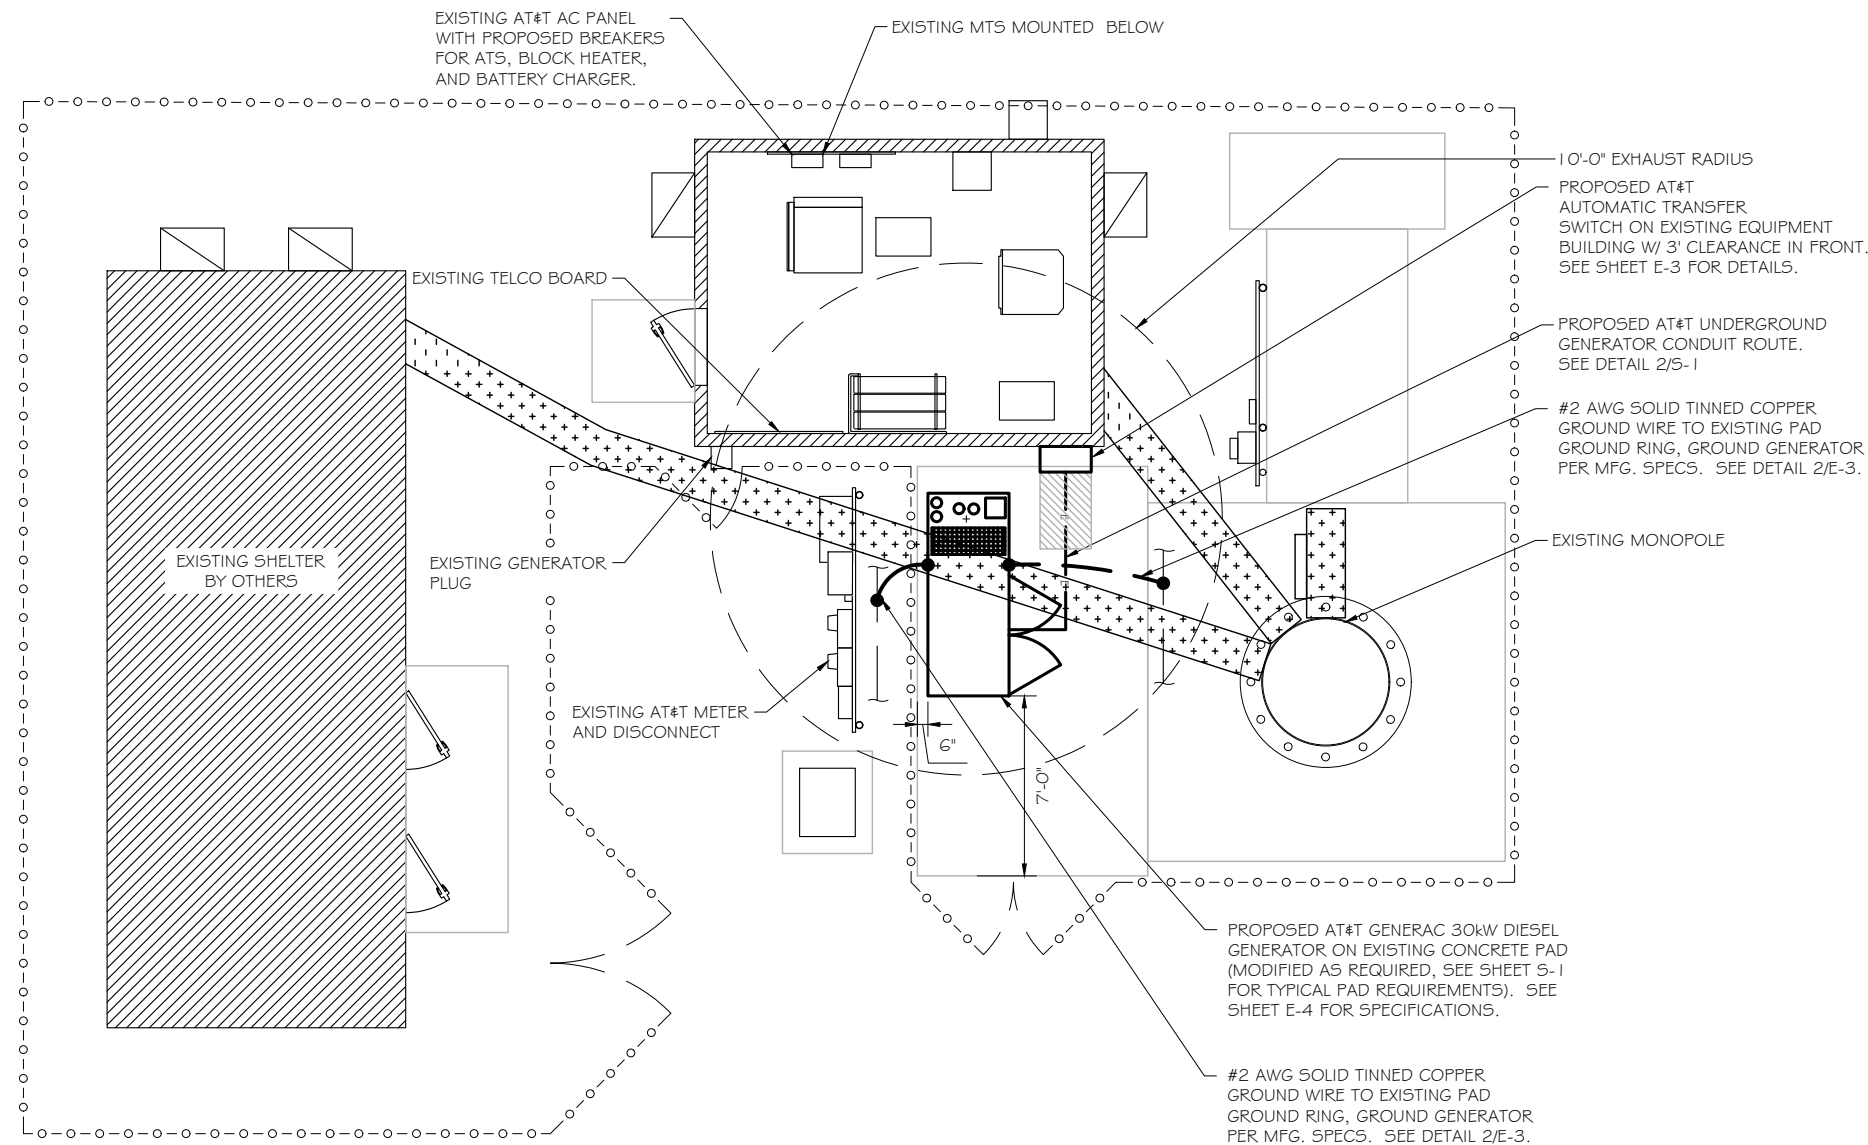 EXISTING AT&T AC PANEL
WITH PROPOSED BREAKERS
FOR ATS, BLOCK HEATER,
AND BATTERY CHARGER.
EXISTING MTS MOUNTED BELOW
10'-0" EXHAUST RADIUS
PROPOSED AT&T
AUTOMATIC TRANSFER
SWITCH ON EXISTING EQUIPMENT
BUILDING W/ 3' CLEARANCE IN FRONT.
SEE SHEET E-3 FOR DETAILS.
EXISTING TELCO BOARD
PROPOSED AT&T UNDERGROUND
GENERATOR CONDUIT ROUTE.
SEE DETAIL 2/S-1
#2 AWG SOLID TINNED COPPER
GROUND WIRE TO EXISTING PAD
GROUND RING, GROUND GENERATOR
PER MFG. SPECS. SEE DETAIL 2/E-3.
EXISTING SHELTER
BY OTHERS
EXISTING GENERATOR
PLUG
EXISTING MONOPOLE
EXISTING AT&T METER
AND DISCONNECT
6"
7'-0"
PROPOSED AT&T GENERAC 30kW DIESEL
GENERATOR ON EXISTING CONCRETE PAD
(MODIFIED AS REQUIRED, SEE SHEET S-1
FOR TYPICAL PAD REQUIREMENTS). SEE
SHEET E-4 FOR SPECIFICATIONS.
#2 AWG SOLID TINNED COPPER
GROUND WIRE TO EXISTING PAD
GROUND RING, GROUND GENERATOR
PER MFG. SPECS. SEE DETAIL 2/E-3.